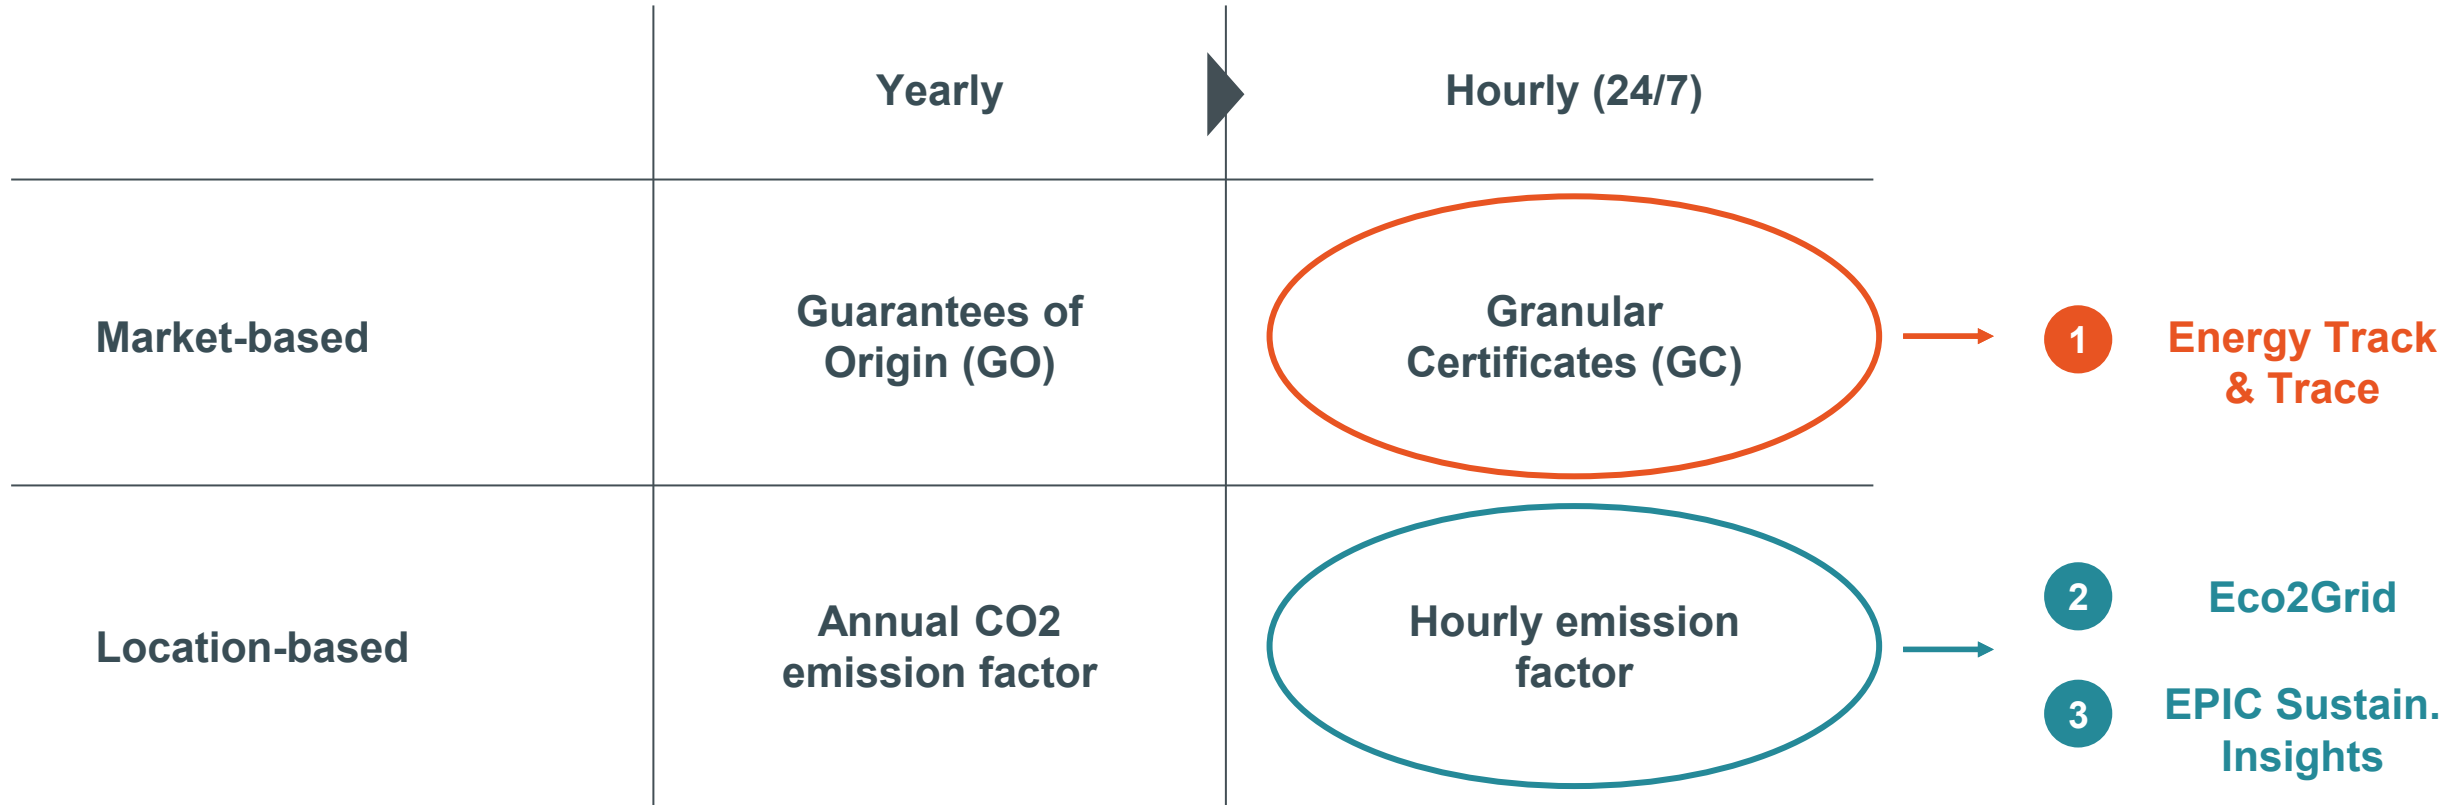 Yearly
Hourly (24/7)
Market-based
Guarantees of
Origin (GO)
Granular
Certificates (GC)
1
Energy Track
& Trace
Location-based
Annual CO2
emission factor
Hourly emission
factor
2
Eco2Grid
3
EPIC Sustain.
Insights